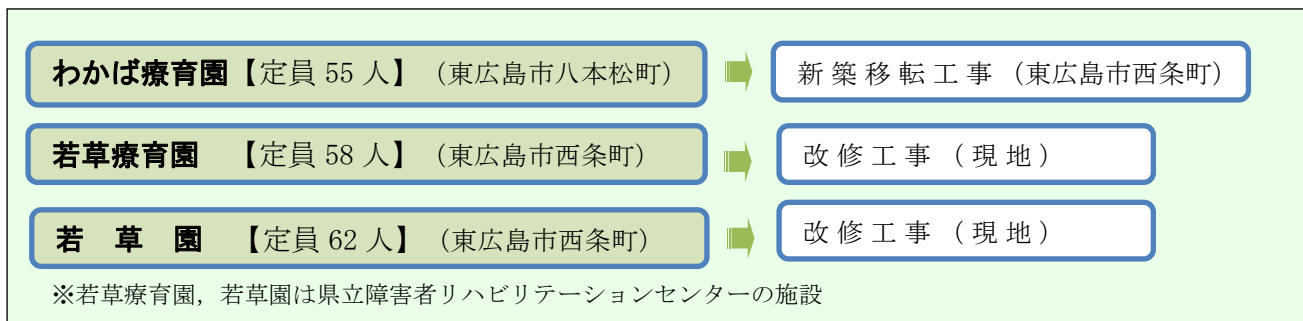 わかば療育園【定員 55 人】（東広島市八本松町） 新 築 移 転 工 事 （東広島市西条町）
若草療育園 【定員 58 人】（東広島市西条町） 改 修 工 事 （ 現 地 ）
若 草 園 【定員 62 人】（東広島市西条町） 改 修 工 事 （ 現 地 ）
※若草療育園，若草園は県立障害者リハビリテーションセンターの施設